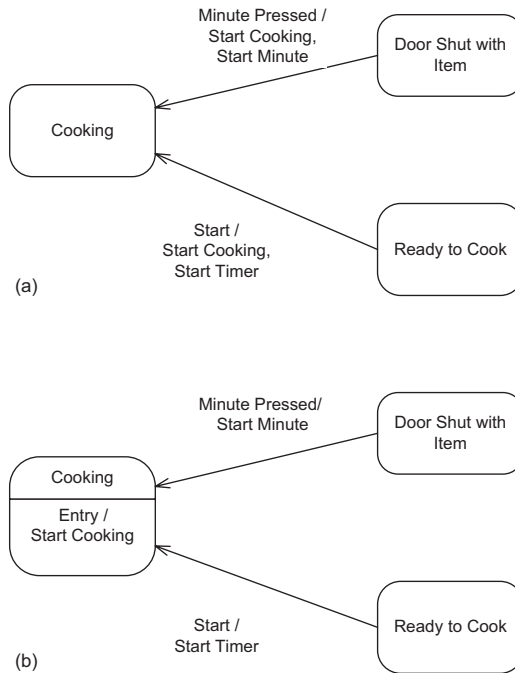 Minute Pressed /
Start Cooking,
Start Minute
Door Shut with
Item
Cooking
Start /
Start Cooking,
Start Timer
Ready to Cook
(a)
Minute Pressed/
Start Minute
Door Shut with
Item
Cooking
Entry /
Start Cooking
Start /
Start Timer
Ready to Cook
(b)